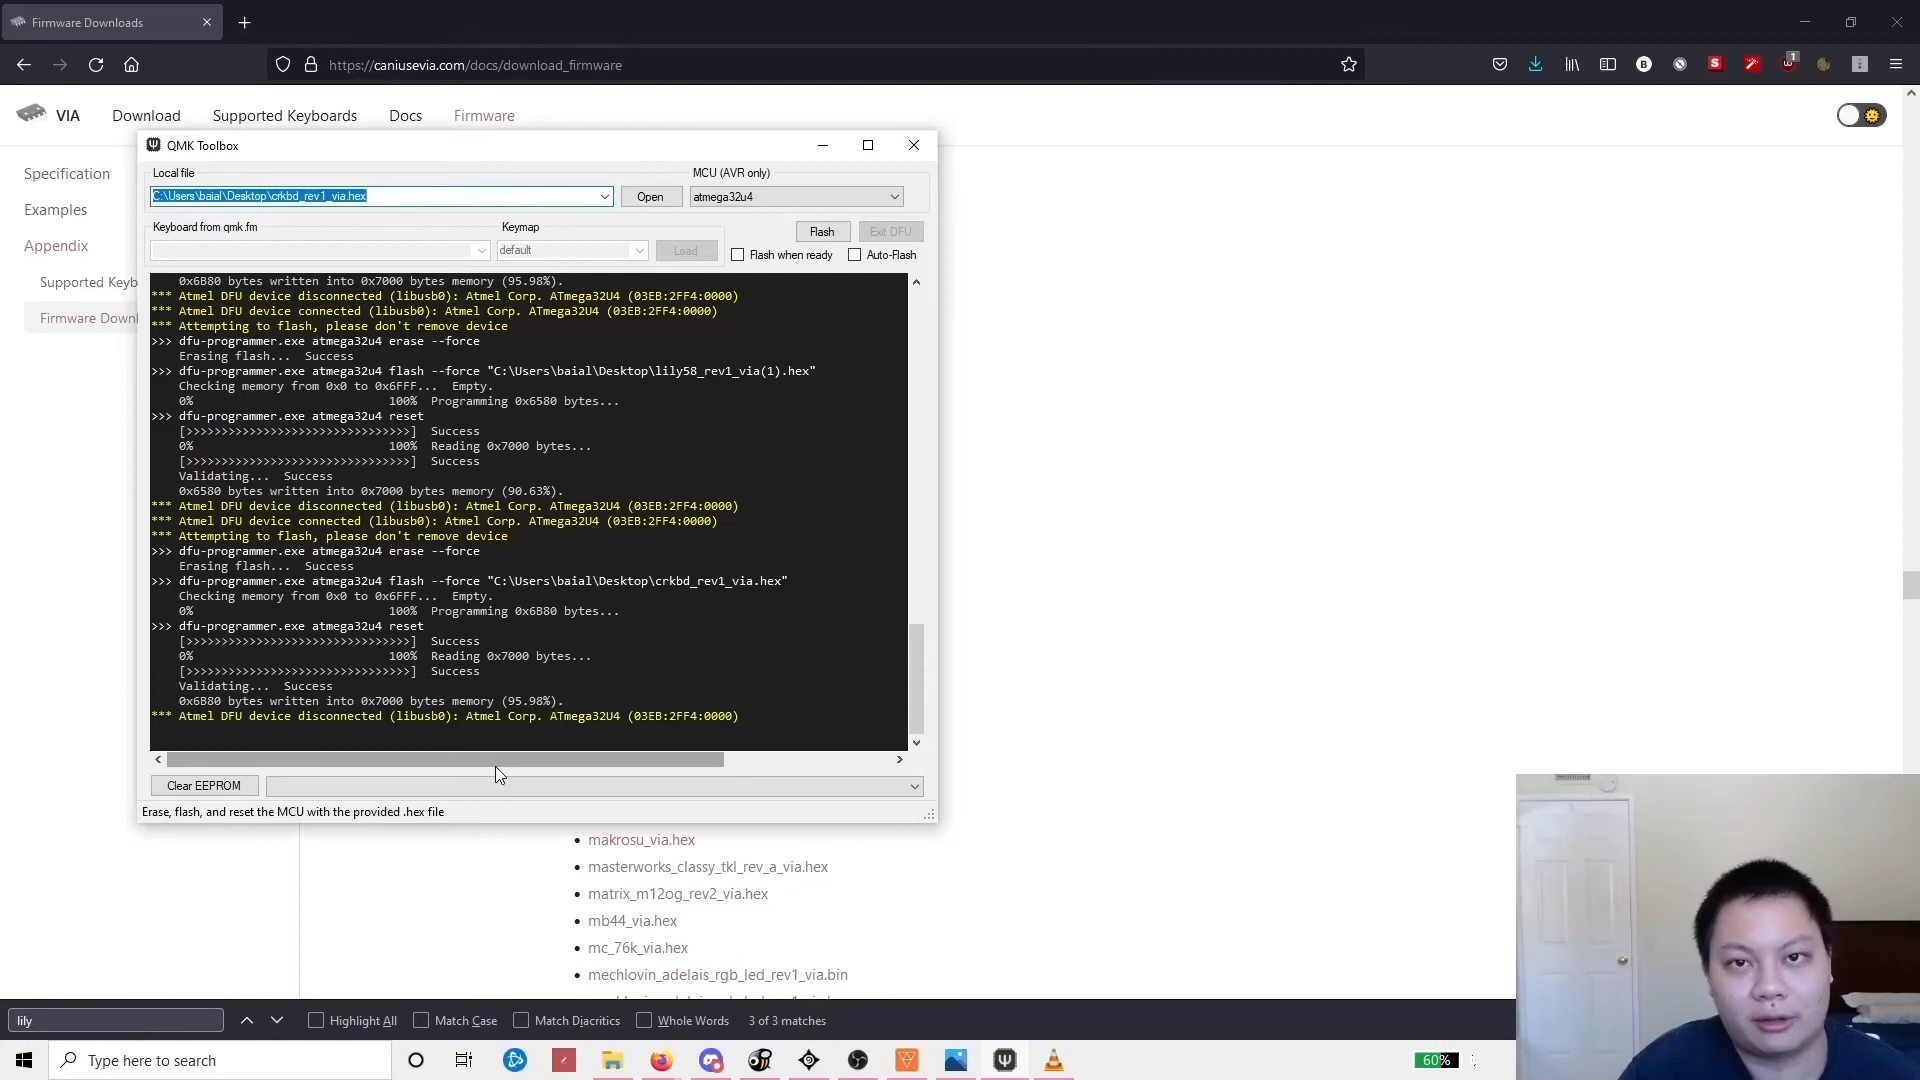 Firmware Downloads
https://caniusevia.com/docs/download_firmware
B
S
1
VIA
Download
Supported Keyboards
Docs
Firmware
Specification
Examples
Appendix
Supported Keyb
Firmware Downl
QMK Toolbox
Local file
MCU (AVR only)
C:\Users\baial\Desktop\crkbd_rev1_via.hex
Open
atmega32u4
Keyboard from qmk.fm
Keymap
Flash
Exit DFU
default
Load
Flash when ready
Auto-Flash
0x6B80 bytes written into 0x7000 bytes memory (95.98%).
*** Atmel DFU device disconnected (libusb0): Atmel Corp. ATmega32U4 (03EB:2FF4:0000)
*** Atmel DFU device connected (libusb0): Atmel Corp. ATmega32U4 (03EB:2FF4:0000)
*** Attempting to flash, please don't remove device
>>> dfu-programmer.exe atmega32u4 erase --force
Erasing flash... Success
>>> dfu-programmer.exe atmega32u4 flash --force "C:\Users\baial\Desktop\lily58_rev1_via(1).hex"
Checking memory from 0x0 to 0x6FFF... Empty.
0% 100% Programming 0x6580 bytes...
>>> dfu-programmer.exe atmega32u4 reset
[>>>>>>>>>>>>>>>>>>>>>>>>>>>>>>>>] Success
0% 100% Reading 0x7000 bytes...
[>>>>>>>>>>>>>>>>>>>>>>>>>>>>>>>>] Success
Validating... Success
0x6580 bytes written into 0x7000 bytes memory (90.63%).
*** Atmel DFU device disconnected (libusb0): Atmel Corp. ATmega32U4 (03EB:2FF4:0000)
*** Atmel DFU device connected (libusb0): Atmel Corp. ATmega32U4 (03EB:2FF4:0000)
*** Attempting to flash, please don't remove device
>>> dfu-programmer.exe atmega32u4 erase --force
Erasing flash... Success
>>> dfu-programmer.exe atmega32u4 flash --force "C:\Users\baial\Desktop\crkbd_rev1_via.hex"
Checking memory from 0x0 to 0x6FFF... Empty.
0% 100% Programming 0x6B80 bytes...
>>> dfu-programmer.exe atmega32u4 reset
[>>>>>>>>>>>>>>>>>>>>>>>>>>>>>>>>] Success
0% 100% Reading 0x7000 bytes...
[>>>>>>>>>>>>>>>>>>>>>>>>>>>>>>>>] Success
Validating... Success
0x6B80 bytes written into 0x7000 bytes memory (95.98%).
*** Atmel DFU device disconnected (libusb0): Atmel Corp. ATmega32U4 (03EB:2FF4:0000)
Clear EEPROM
Erase, flash, and reset the MCU with the provided .hex file
makrosu_via.hex
masterworks_classy_tkl_rev_a_via.hex
matrix_m12og_rev2_via.hex
mb44_via.hex
mc_76k_via.hex
mechlovin_adelais_rgb_led_rev1_via.bin
lily
Highlight All
Match Case
Match Diacritics
Whole Words
3 of 3 matches
Type here to search
60%